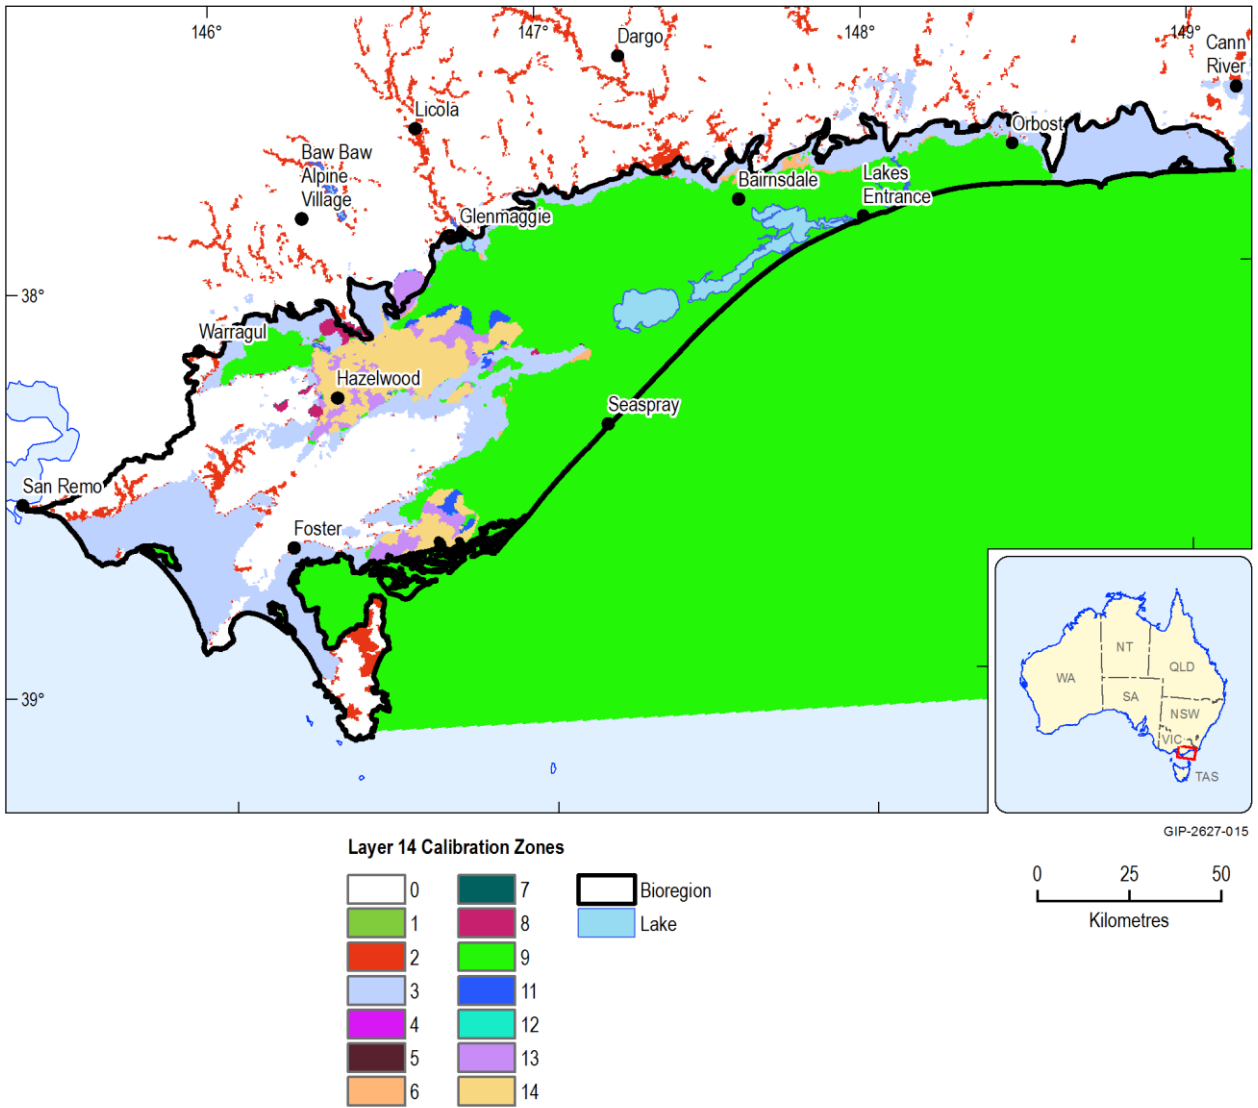 146°
147°
148°
149°
Dargo
Cann
River
Licola
Orbost
Baw Baw
Alpine
Village
Lakes
Entrance
Bairnsdale
Glenmaggie
38°
Warragul
Hazelwood
Seaspray
San Remo
Foster
39°
NT
QLD
WA
SA
NSW
VIC
TAS
GIP-2627-015
Layer 14 Calibration Zones
0
1
2
3
4
5
6
7
8
9
11
12
13
14
Bioregion
Lake
0 25 50
Kilometres